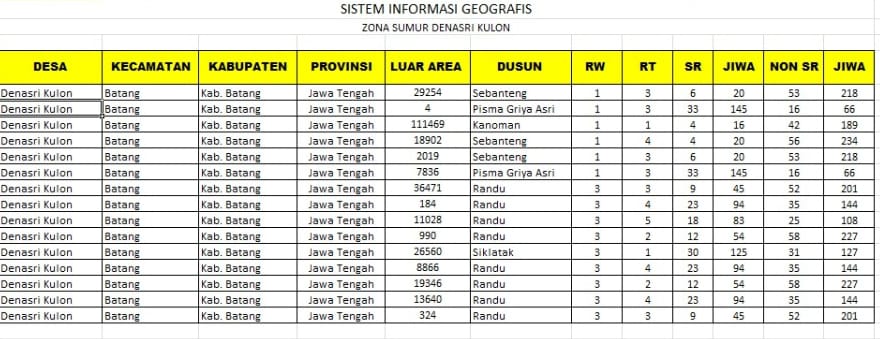 SISTEM INFORMASI GEOGRAFIS
ZONA SUMUR DENASRI KULON
DESA KECAMATAN KABUPATEN PROVINSI LUAR AREA DUSUN RW RT SR JIWA NON SR JIWA
Denasri Kulon Batang Kab. Batang Jawa Tengah 29254 Sebanteng 1 3 6 20 53 218
Denasri Kulon Batang Kab. Batang Jawa Tengah 4 Pisma Griya Asri 1 3 33 145 16 66
Denasri Kulon Batang Kab. Batang Jawa Tengah 111469 Kanoman 1 1 4 16 42 189
Denasri Kulon Batang Kab. Batang Jawa Tengah 18902 Sebanteng 1 4 4 20 56 234
Denasri Kulon Batang Kab. Batang Jawa Tengah 2019 Sebanteng 1 3 6 20 53 218
Denasri Kulon Batang Kab. Batang Jawa Tengah 7836 Pisma Griya Asri 1 3 33 145 16 66
Denasri Kulon Batang Kab. Batang Jawa Tengah 36471 Randu 3 3 9 45 52 201
Denasri Kulon Batang Kab. Batang Jawa Tengah 184 Randu 3 4 23 94 35 144
Denasri Kulon Batang Kab. Batang Jawa Tengah 11028 Randu 3 5 18 83 25 108
Denasri Kulon Batang Kab. Batang Jawa Tengah 990 Randu 3 2 12 54 58 227
Denasri Kulon Batang Kab. Batang Jawa Tengah 26560 Siklatak 3 1 30 125 31 127
Denasri Kulon Batang Kab. Batang Jawa Tengah 8866 Randu 3 4 23 94 35 144
Denasri Kulon Batang Kab. Batang Jawa Tengah 19346 Randu 3 2 12 54 58 227
Denasri Kulon Batang Kab. Batang Jawa Tengah 13640 Randu 3 4 23 94 35 144
Denasri Kulon Batang Kab. Batang Jawa Tengah 324 Randu 3 3 9 45 52 201